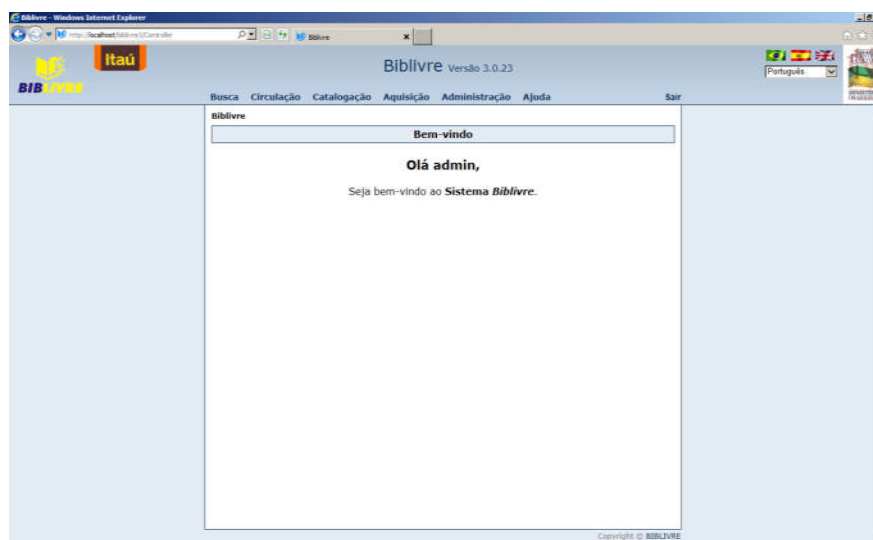 Biblivre - Windows Internet Explorer
http://localhost/biblivre3/Controller
Biblivre
BIBLIVRE
Itaú
Biblivre Versão 3.0.23
Português
Busca Circulação Catalogação Aquisição Administração Ajuda Sair
Biblivre
Bem-vindo
Olá admin,
Seja bem-vindo ao Sistema Biblivre.
Copyright © BIBLIVRE